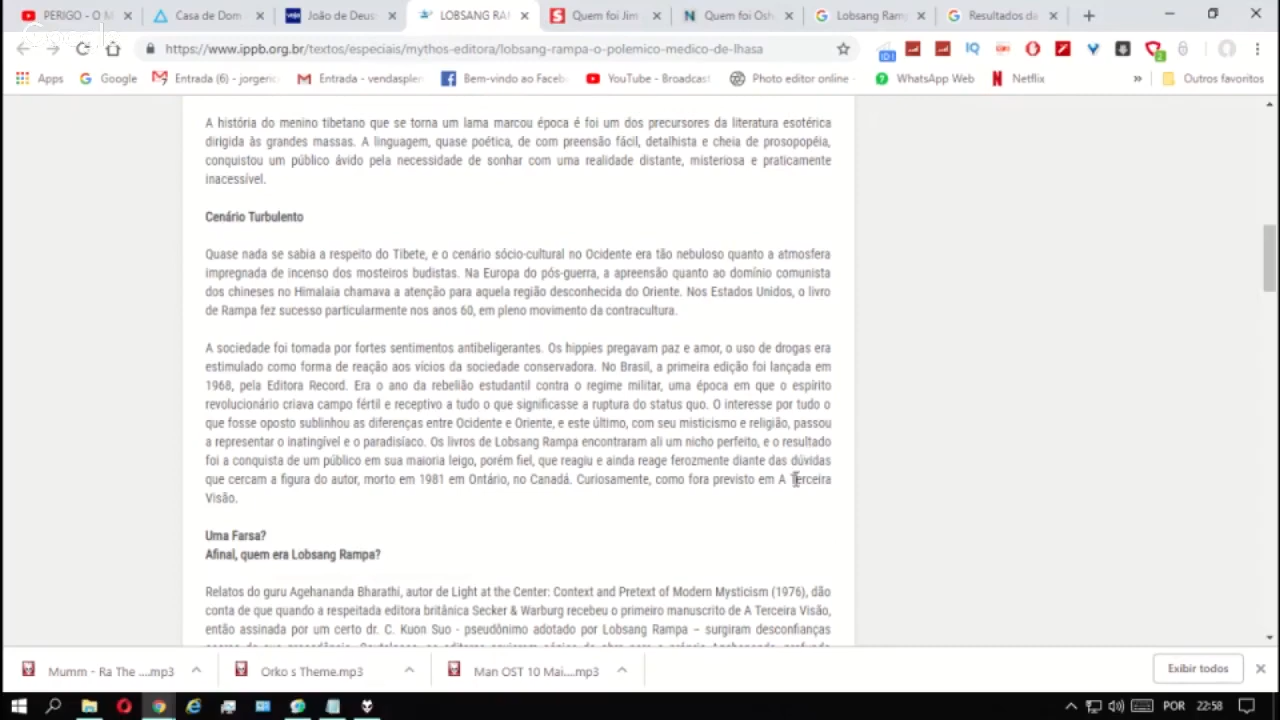 PERIGO - O M
Casa de Dom
João de Deus
LOBSANG RA
Quem foi Jim
Quem foi Osh
Lobsang Ramp
Resultados da
https://www.ippb.org.br/textos/especiais/mythos-editora/lobsang-rampa-o-polemico-medico-de-lhasa
Apps
Google
Entrada (6) - jorgenc
Entrada - vendasplen
Bem-vindo ao Faceb
YouTube - Broadcast
Photo editor online -
WhatsApp Web
Netflix
»
Outros favoritos
A história do menino tibetano que se torna um lama marcou época é foi um dos precursores da literatura esotérica
dirigida às grandes massas. A linguagem, quase poética, de com preensão fácil, detalhista e cheia de prosopopéia,
conquistou um público ávido pela necessidade de sonhar com uma realidade distante, misteriosa e praticamente
inacessível.
Cenário Turbulento
Quase nada se sabia a respeito do Tibete, e o cenário sócio-cultural no Ocidente era tão nebuloso quanto a atmosfera
impregnada de incenso dos mosteiros budistas. Na Europa do pós-guerra, a apreensão quanto ao domínio comunista
dos chineses no Himalaia chamava a atenção para aquela região desconhecida do Oriente. Nos Estados Unidos, o livro
de Rampa fez sucesso particularmente nos anos 60, em pleno movimento da contracultura.
A sociedade foi tomada por fortes sentimentos antibeligerantes. Os hippies pregavam paz e amor, o uso de drogas era
estimulado como forma de reação aos vícios da sociedade conservadora. No Brasil, a primeira edição foi lançada em
1968, pela Editora Record. Era o ano da rebelião estudantil contra o regime militar, uma época em que o espírito
revolucionário criava campo fértil e receptivo a tudo o que significasse a ruptura do status quo. O interesse por tudo o
que fosse oposto sublinhou as diferenças entre Ocidente e Oriente, e este último, com seu misticismo e religião, passou
a representar o inatingível e o paradisíaco. Os livros de Lobsang Rampa encontraram ali um nicho perfeito, e o resultado
foi a conquista de um público em sua maioria leigo, porém fiel, que reagiu e ainda reage ferozmente diante das dúvidas
que cercam a figura do autor, morto em 1981 em Ontário, no Canadá. Curiosamente, como fora previsto em A Terceira
Visão.
Uma Farsa?
Afinal, quem era Lobsang Rampa?
Relatos do guru Agehananda Bharathi, autor de Light at the Center: Context and Pretext of Modern Mysticism (1976), dão
conta de que quando a respeitada editora britânica Secker & Warburg recebeu o primeiro manuscrito de A Terceira Visão,
então assinada por um certo dr. C. Kuon Suo - pseudônimo adotado por Lobsang Rampa – surgiram desconfianças
Mumm - Ra The ....mp3
Orko s Theme.mp3
Man OST 10 Mai....mp3
Exibir todos
POR
22:58